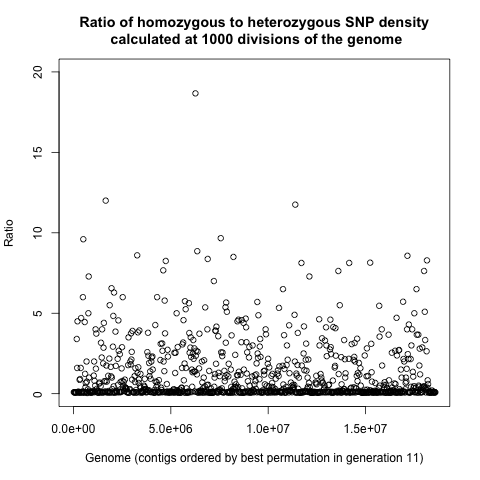 Ratio of homozygous to heterozygous SNP density
calculated at 1000 divisions of the genome
20
15
10
5
0
Ratio
0.0e+00 5.0e+06 1.0e+07 1.5e+07
Genome (contigs ordered by best permutation in generation 11)